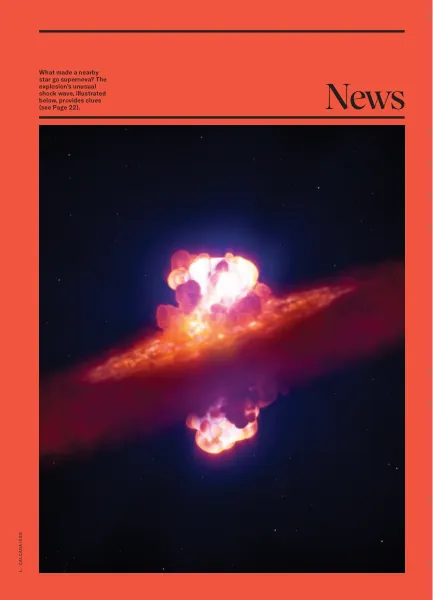 What made a nearby
star go supernova? The
explosion's unusual
shock wave, illustrated
below, provides clues
(see Page 22).
News